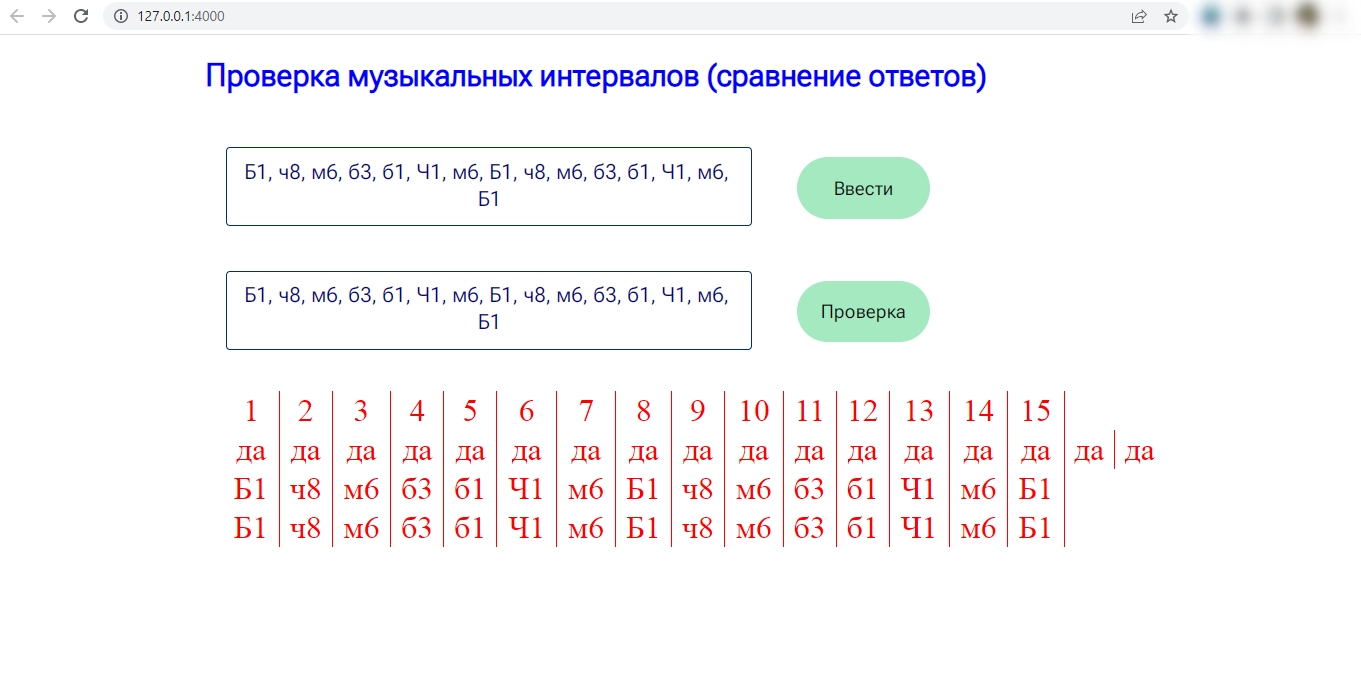 127.0.0.1:4000
Проверка музыкальных интервалов (сравнение ответов)
Б1, ч8, м6, б3, б1, Ч1, м6, Б1, ч8, м6, б3, б1, Ч1, м6,
Б1
Ввести
Б1, ч8, м6, б3, б1, Ч1, м6, Б1, ч8, м6, б3, б1, Ч1, м6,
Б1
Проверка
1 2 3 4 5 6 7 8 9 10 11 12 13 14 15
да да да да да да да да да да да да да да да да да
Б1 ч8 м6 б3 б1 Ч1 м6 Б1 ч8 м6 б3 б1 Ч1 м6 Б1
Б1 ч8 м6 б3 б1 Ч1 м6 Б1 ч8 м6 б3 б1 Ч1 м6 Б1